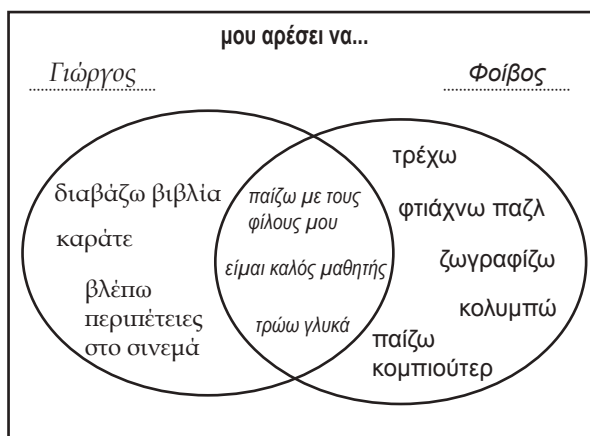 μου αρέσει να...
Γιώργος
Φοίβος
διαβάζω βιβλία
καράτε
βλέπω
περιπέτειες
στο σινεμά
παίζω με τους
φίλους μου
είμαι καλός μαθητής
τρώω γλυκά
τρέχω
φτιάχνω παζλ
ζωγραφίζω
κολυμπώ
παίζω
κομπιούτερ